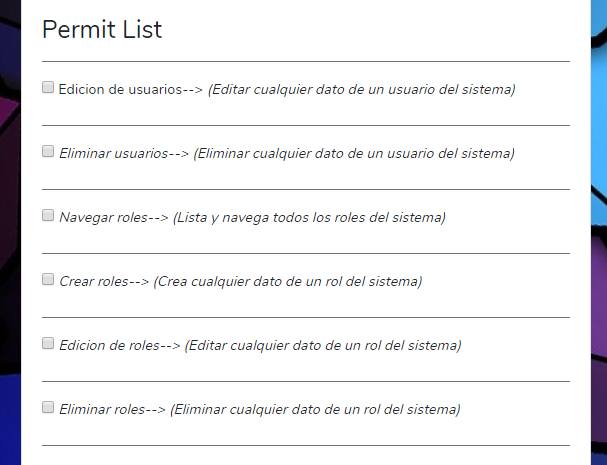 Permit List
Edicion de usuarios--> (Editar cualquier dato de un usuario del sistema)
Eliminar usuarios--> (Eliminar cualquier dato de un usuario del sistema)
Navegar roles--> (Lista y navega todos los roles del sistema)
Crear roles--> (Crea cualquier dato de un rol del sistema)
Edicion de roles--> (Editar cualquier dato de un rol del sistema)
Eliminar roles--> (Eliminar cualquier dato de un rol del sistema)